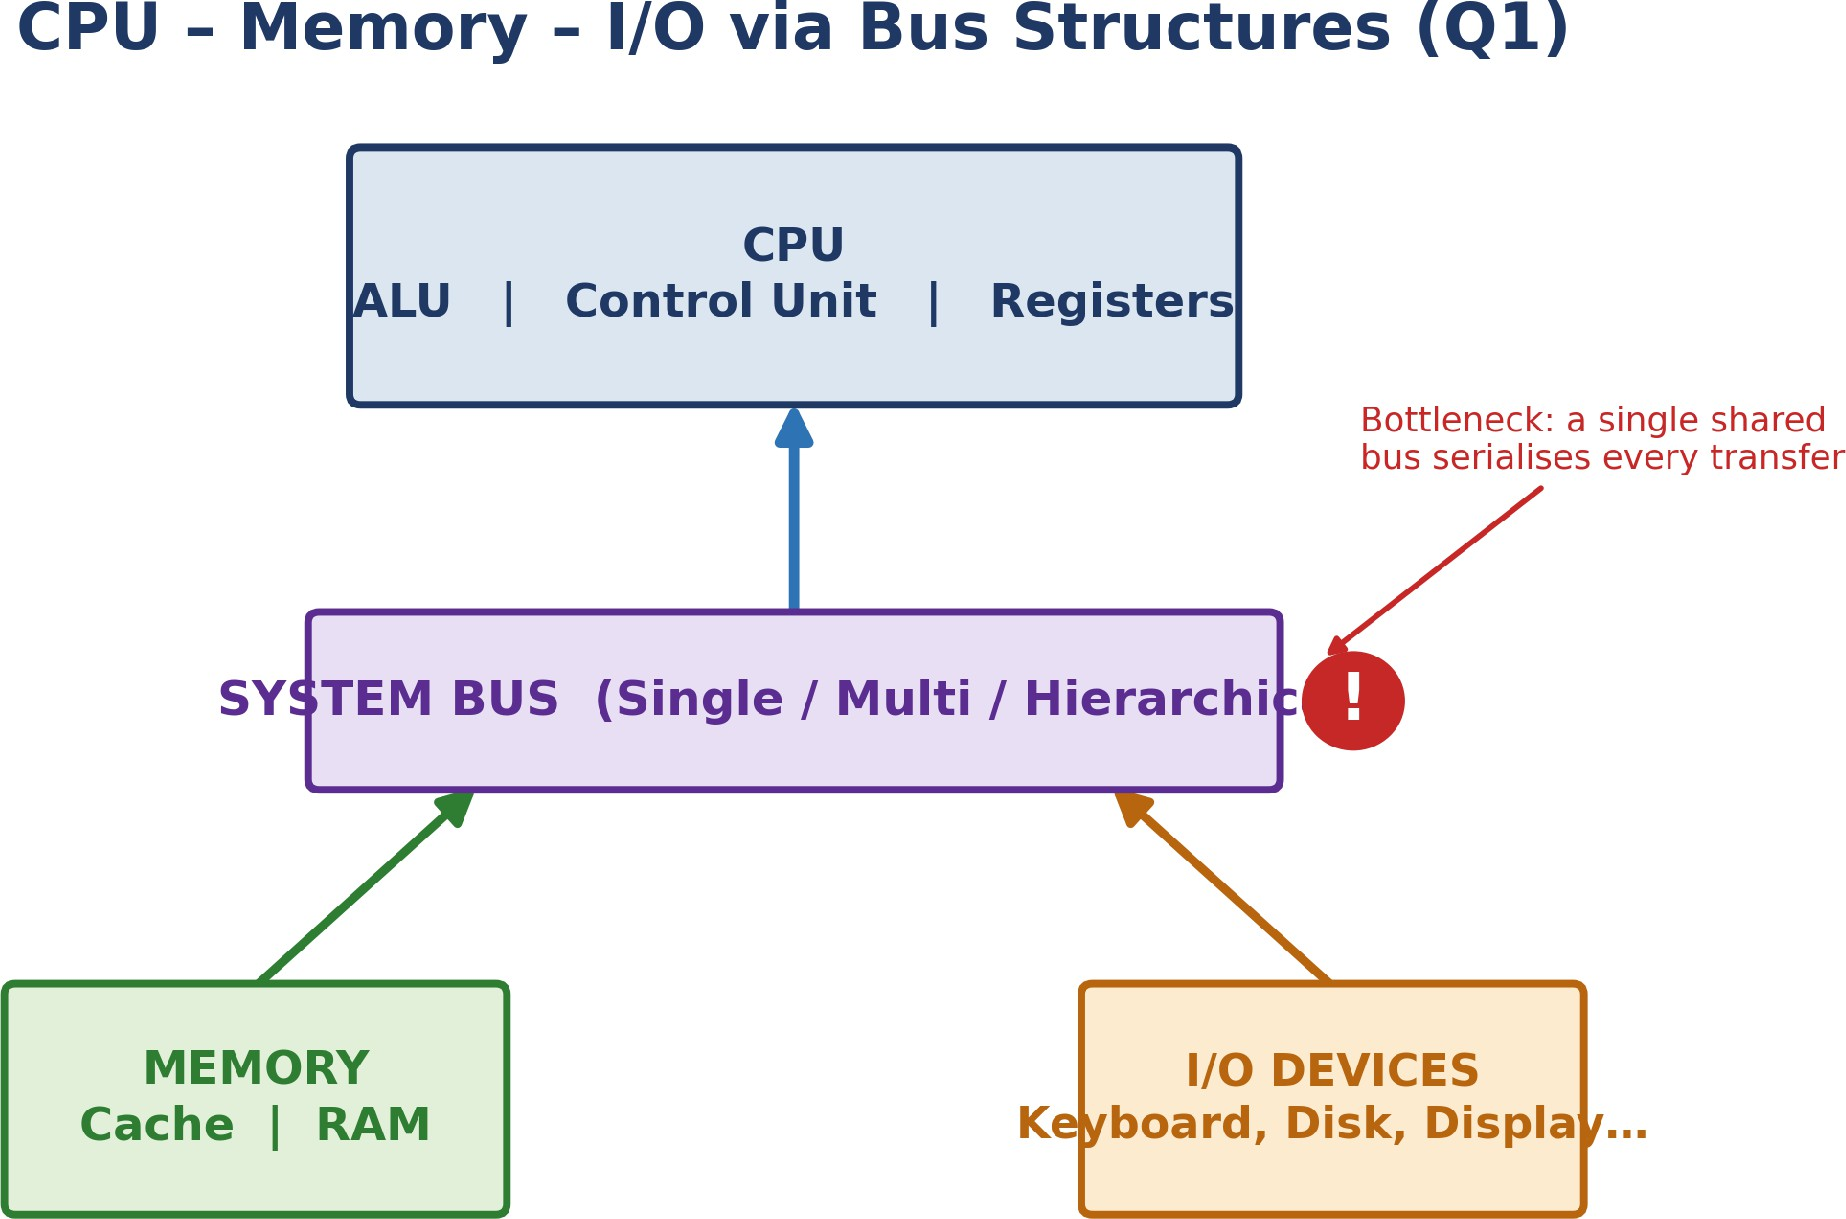 CPU – Memory – I/O via Bus Structures (Q1)
CPU
ALU | Control Unit | Registers
Bottleneck: a single shared
bus serialises every transfer
SYSTEM BUS (Single / Multi / Hierarchic
!
MEMORY
Cache | RAM
I/O DEVICES
Keyboard, Disk, Display…